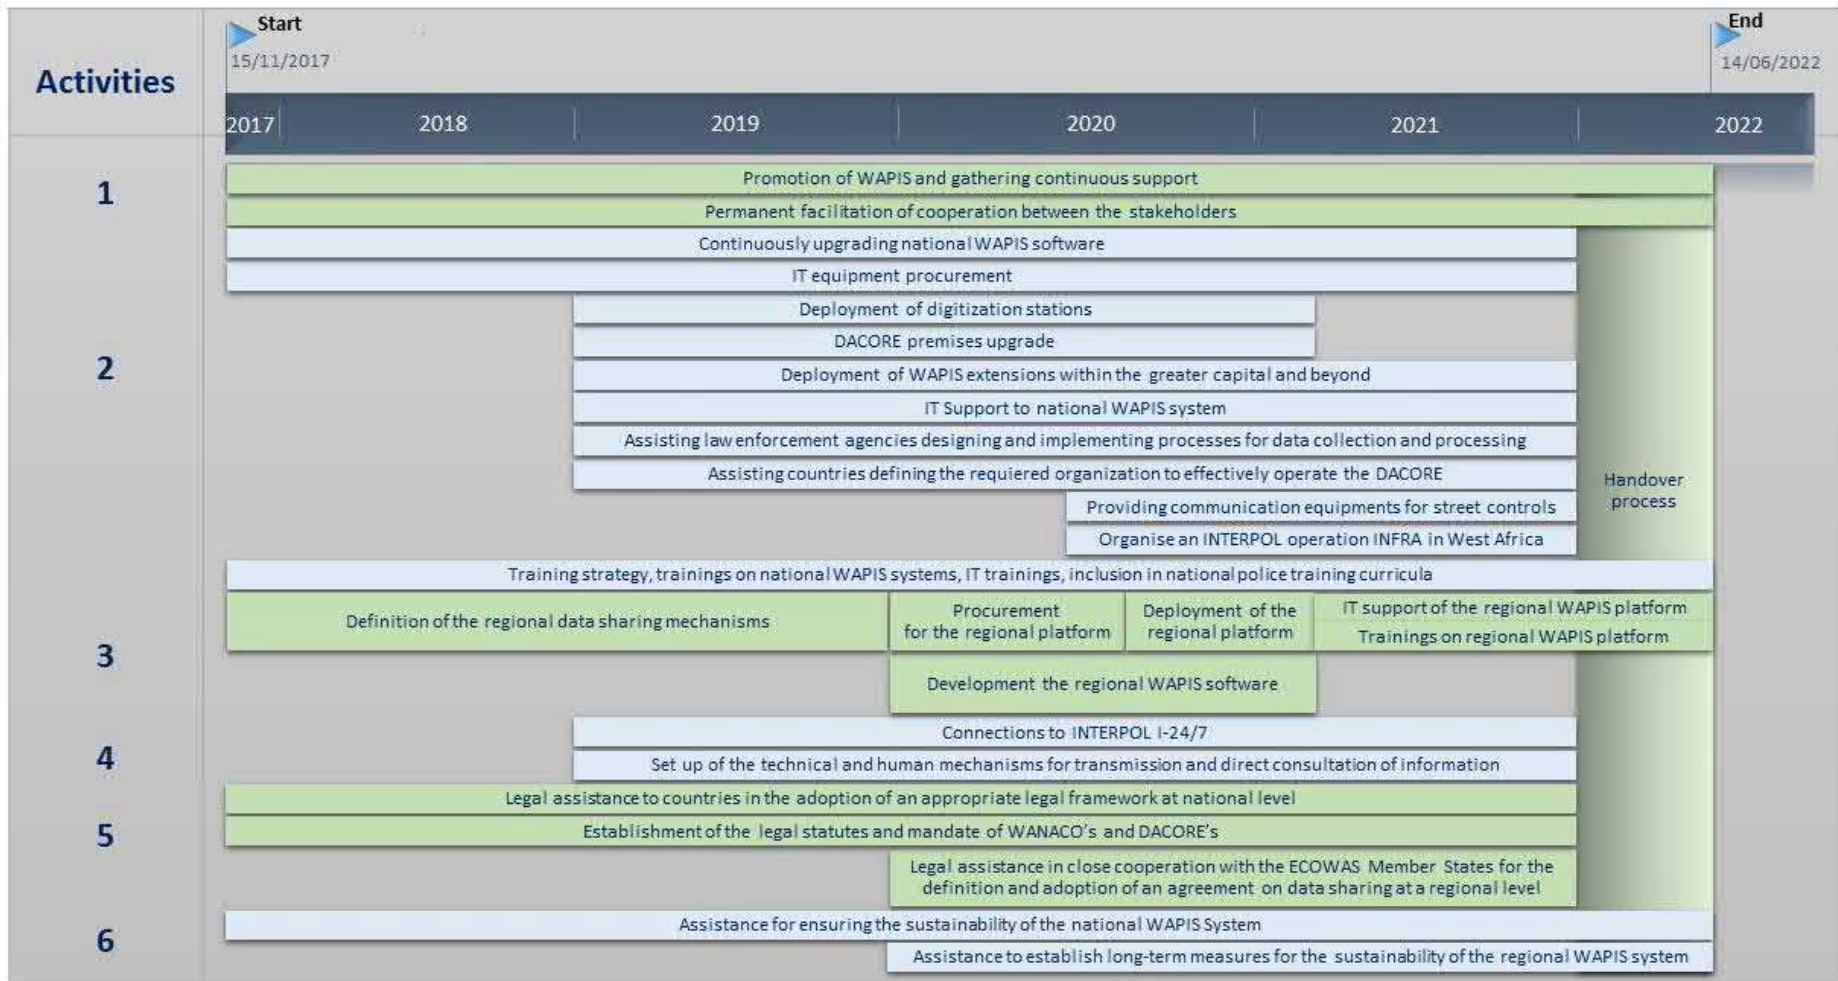 Start
End
15/11/2017
14/06/2022
Activities
2017
2018
2019
2020
2021
2022
1
Promotion of WAPIS and gathering continuous support
Permanent facilitation of cooperation between the stakeholders
Continuously upgrading national WAPIS software
IT equipment procurement
Deployment of digitization stations
DACORE premises upgrade
2
Deployment of WAPIS extensions within the greater capital and beyond
IT Support to national WAPIS system
Assisting law enforcement agencies designing and implementing processes for data collection and processing
Assisting countries defining the requiered organization to effectively operate the DACORE
Handover
process
Providing communication equipments for street controls
Organise an INTERPOL operation INFRA in West Africa
Training strategy, trainings on national WAPIS systems, IT trainings, inclusion in national police training curricula
3
Definition of the regional data sharing mechanisms
Procurement
for the regional platform
Deployment of the
regional platform
IT support of the regional WAPIS platform
Trainings on regional WAPIS platform
Development the regional WAPIS software
4
Connections to INTERPOL I-24/7
Set up of the technical and human mechanisms for transmission and direct consultation of information
5
Legal assistance to countries in the adoption of an appropriate legal framework at national level
Establishment of the legal statutes and mandate of WANACO's and DACORE's
Legal assistance in close cooperation with the ECOWAS Member States for the
definition and adoption of an agreement on data sharing at a regional level
6
Assistance for ensuring the sustainability of the national WAPIS System
Assistance to establish long-term measures for the sustainability of the regional WAPIS system